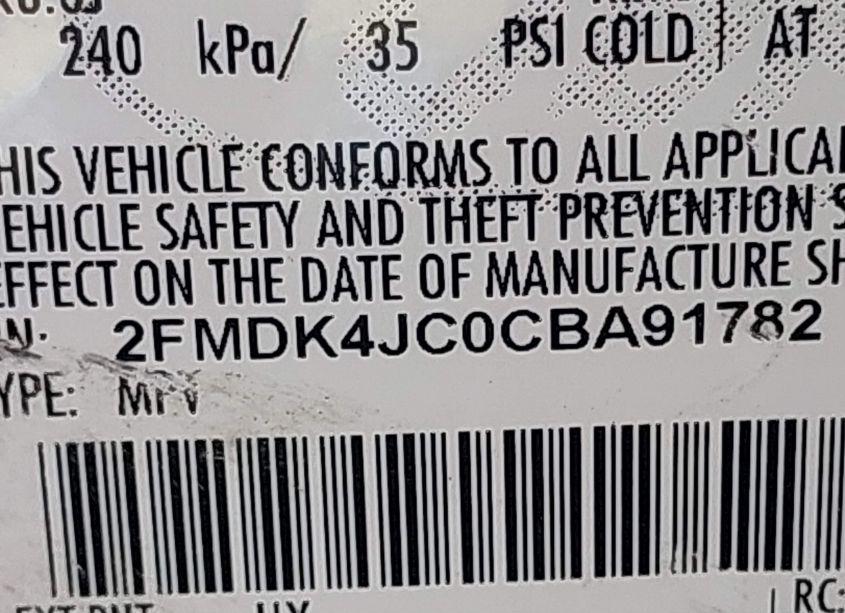 240 kPa/ 35 PSI COLD AT
HIS VEHICLE CONFORMS TO ALL APPLICA
EHICLE SAFETY AND THEFT PREVENTION S
EFFECT ON THE DATE OF MANUFACTURE SH
N: 2FMDK4JC0CBA91782
YPE: MPV
RC: